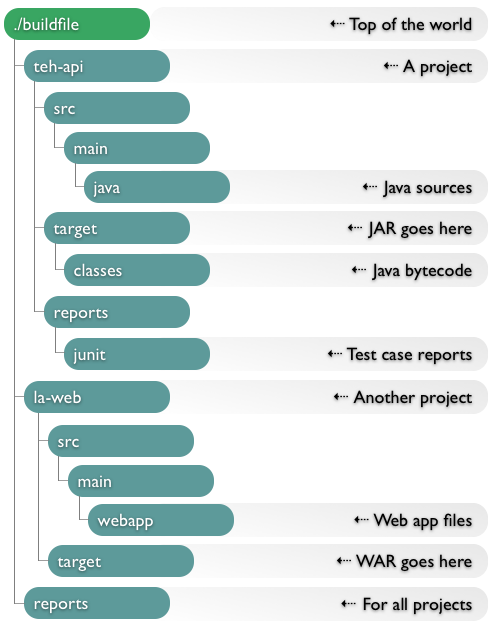 ./buildfile Top of the world
teh-api A project
src
main
java Java sources
target JAR goes here
classes Java bytecode
reports
junit Test case reports
la-web Another project
src
main
webapp Web app files
target WAR goes here
reports For all projects